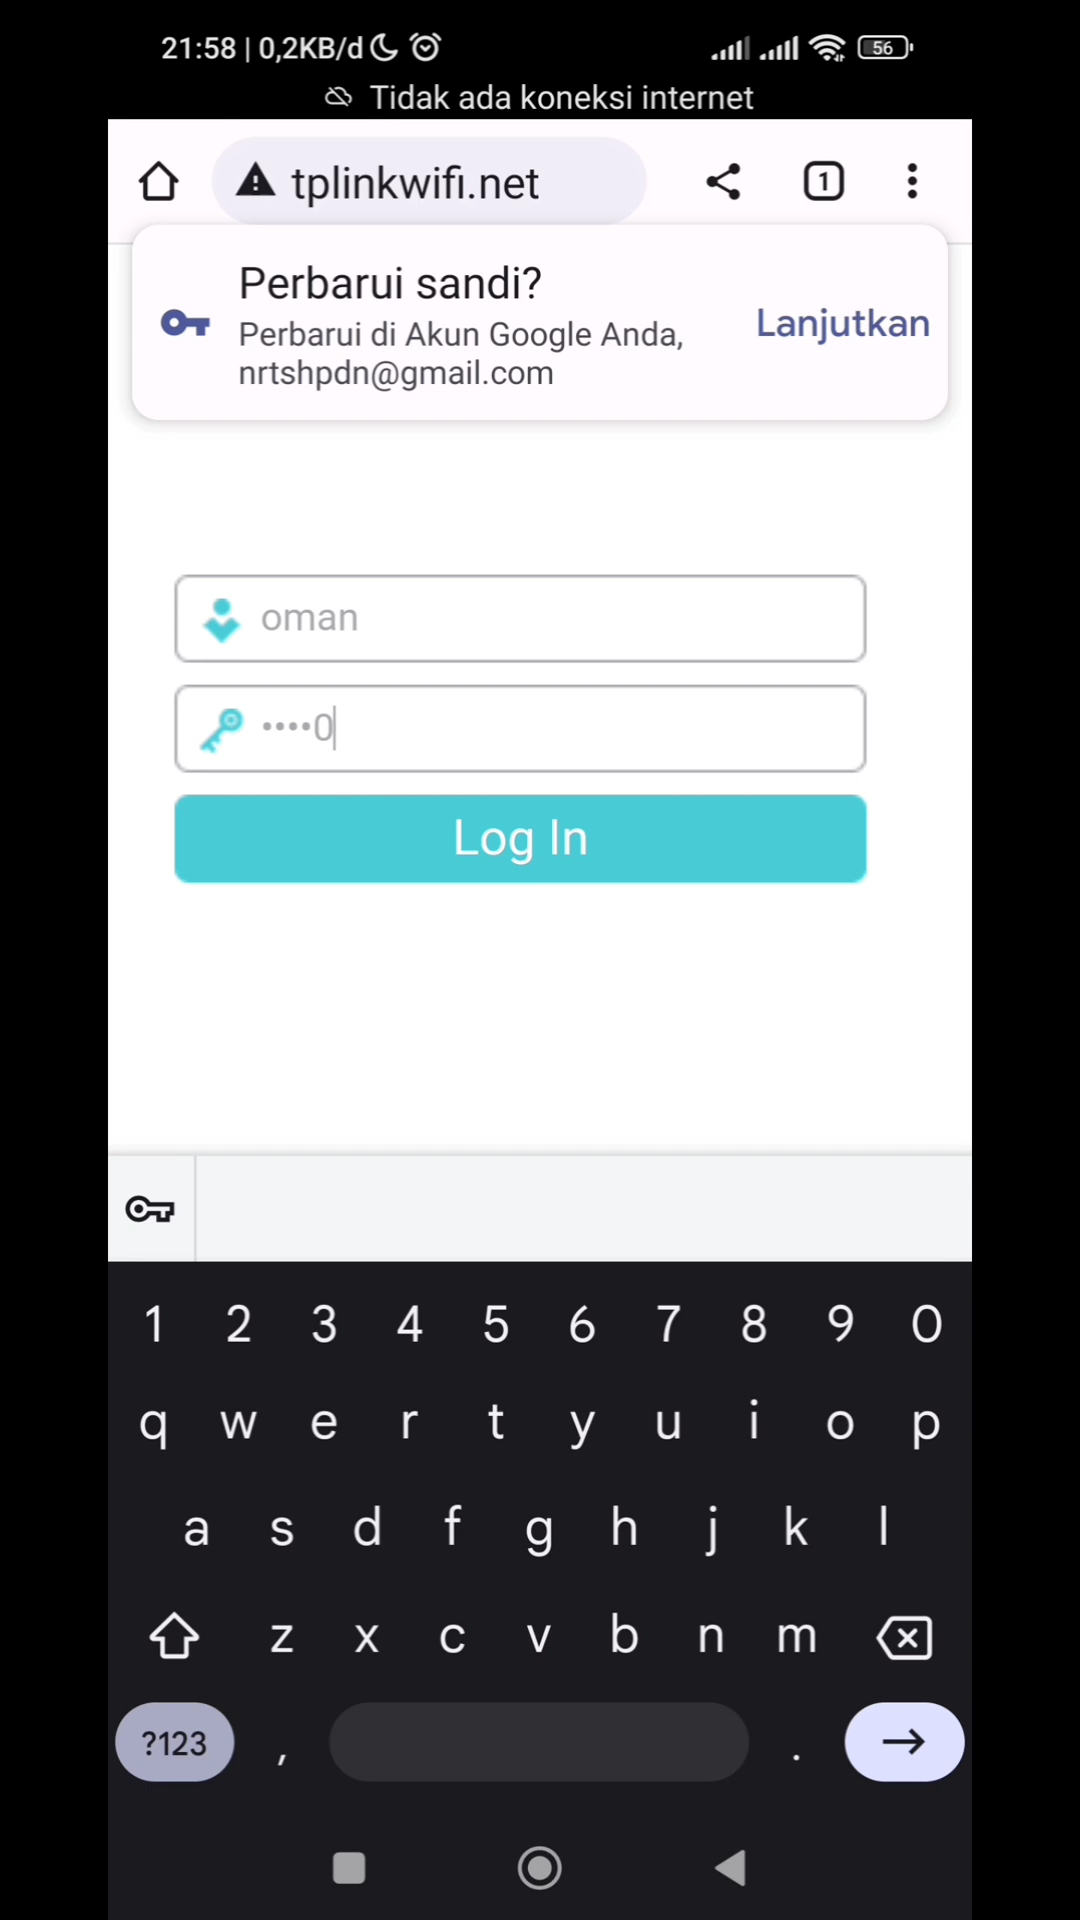 21:58 | 0,2KB/d
56
Tidak ada koneksi internet
tplinkwifi.net
1
Perbarui sandi?
Perbarui di Akun Google Anda,
nrtshpdn@gmail.com
Lanjutkan
oman
••••0
Log In
1 2 3 4 5 6 7 8 9 0
q w e r t y u i o p
a s d f g h j k l
z x c v b n m
?123 , .